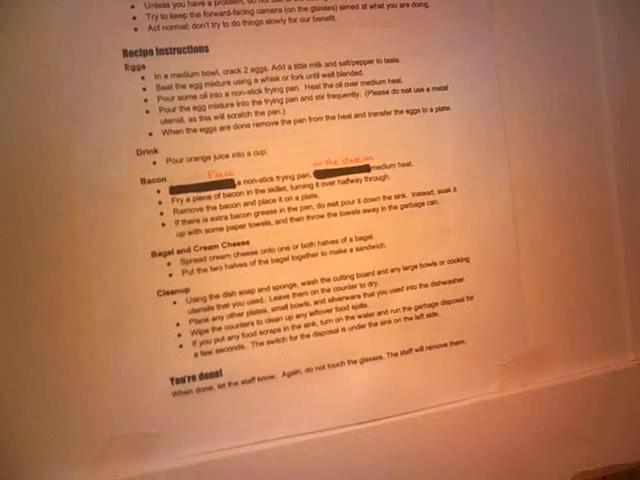 Unless you have a problem, do not
Try to keep the forward-facing camera (on the glasses) aimed at what you are doing.
Act normal; don't try to do things slowly for our benefit.
Recipe Instructions
Eggs
In a medium bowl, crack 2 eggs. Add a little milk and salt/pepper to taste.
Beat the egg mixture using a whisk or fork until well blended.
Pour some oil into a non-stick frying pan. Heat the oil over medium heat.
Pour the egg mixture into the frying pan and stir frequently. (Please do not use a metal
utensil, as this will scratch the pan.)
When the eggs are done remove the pan from the heat and transfer the eggs to a plate.
Drink
Pour orange juice into a cup.
Bacon
Place a non-stick frying pan, on the stove on medium heat.
Fry a piece of bacon in the skillet, turning it over halfway through.
Remove the bacon and place it on a plate.
If there is extra bacon grease in the pan, do not pour it down the sink. Instead, soak it
up with some paper towels, and then throw the towels away in the garbage can.
Bagel and Cream Cheese
Spread cream cheese onto one or both halves of a bagel.
Put the two halves of the bagel together to make a sandwich.
Cleanup
Using the dish soap and sponge, wash the cutting board and any large bowls or cooking
utensils that you used. Leave them on the counter to dry.
Place any other plates, small bowls, and silverware that you used into the dishwasher.
Wipe the counters to clean up any leftover food spills.
If you put any food scraps in the sink, turn on the water and run the garbage disposal for
a few seconds. The switch for the disposal is under the sink on the left side.
You're done!
When done, let the staff know. Again, do not touch the glasses. The staff will remove them.